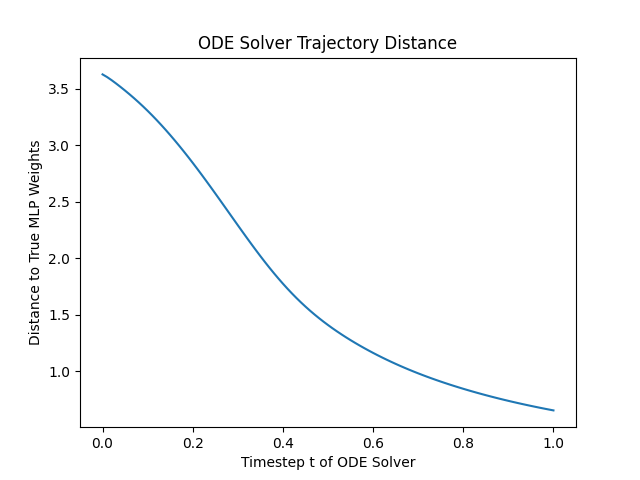 ODE Solver Trajectory Distance
Distance to True MLP Weights
3.5
3.0
2.5
2.0
1.5
1.0
0.0 0.2 0.4 0.6 0.8 1.0
Timestep t of ODE Solver